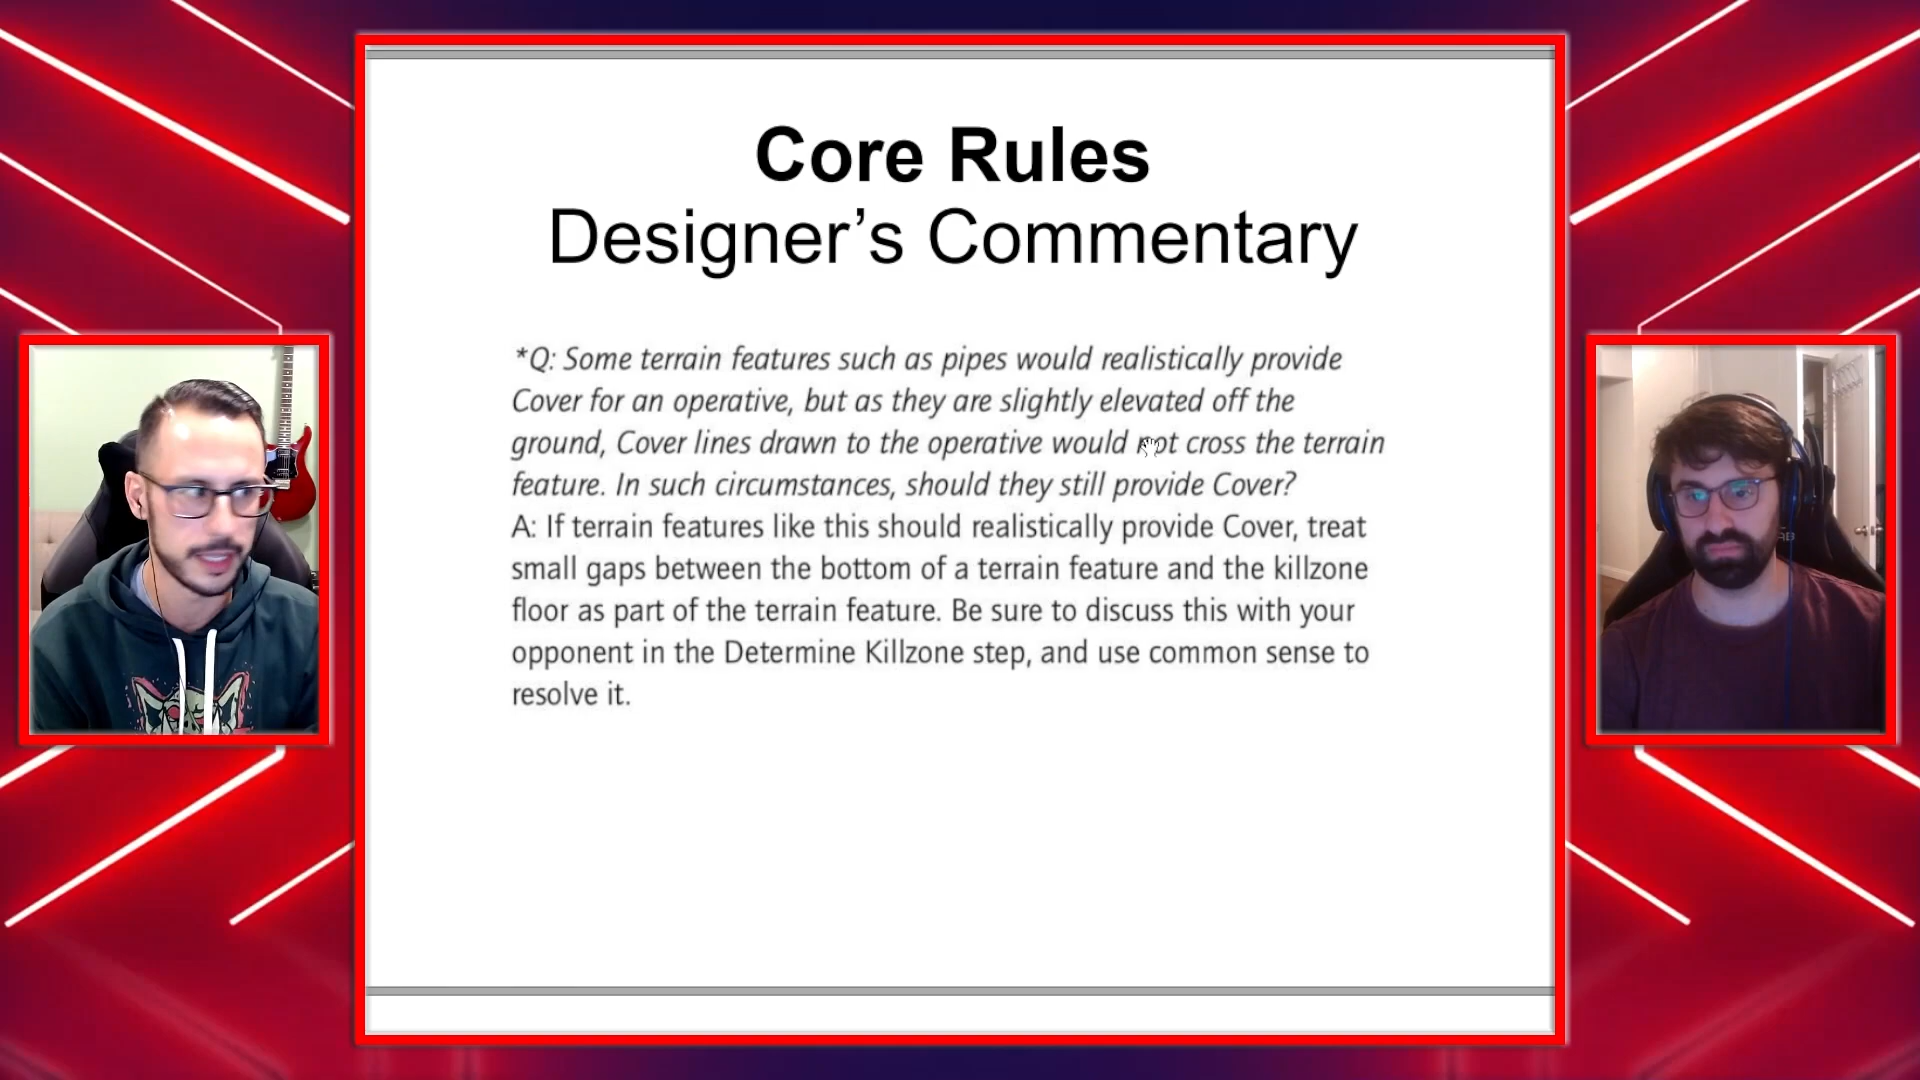 Core Rules
Designer’s Commentary
*Q: Some terrain features such as pipes would realistically provide
Cover for an operative, but as they are slightly elevated off the
ground, Cover lines drawn to the operative would not cross the terrain
feature. In such circumstances, should they still provide Cover?
A: If terrain features like this should realistically provide Cover, treat
small gaps between the bottom of a terrain feature and the killzone
floor as part of the terrain feature. Be sure to discuss this with your
opponent in the Determine Killzone step, and use common sense to
resolve it.